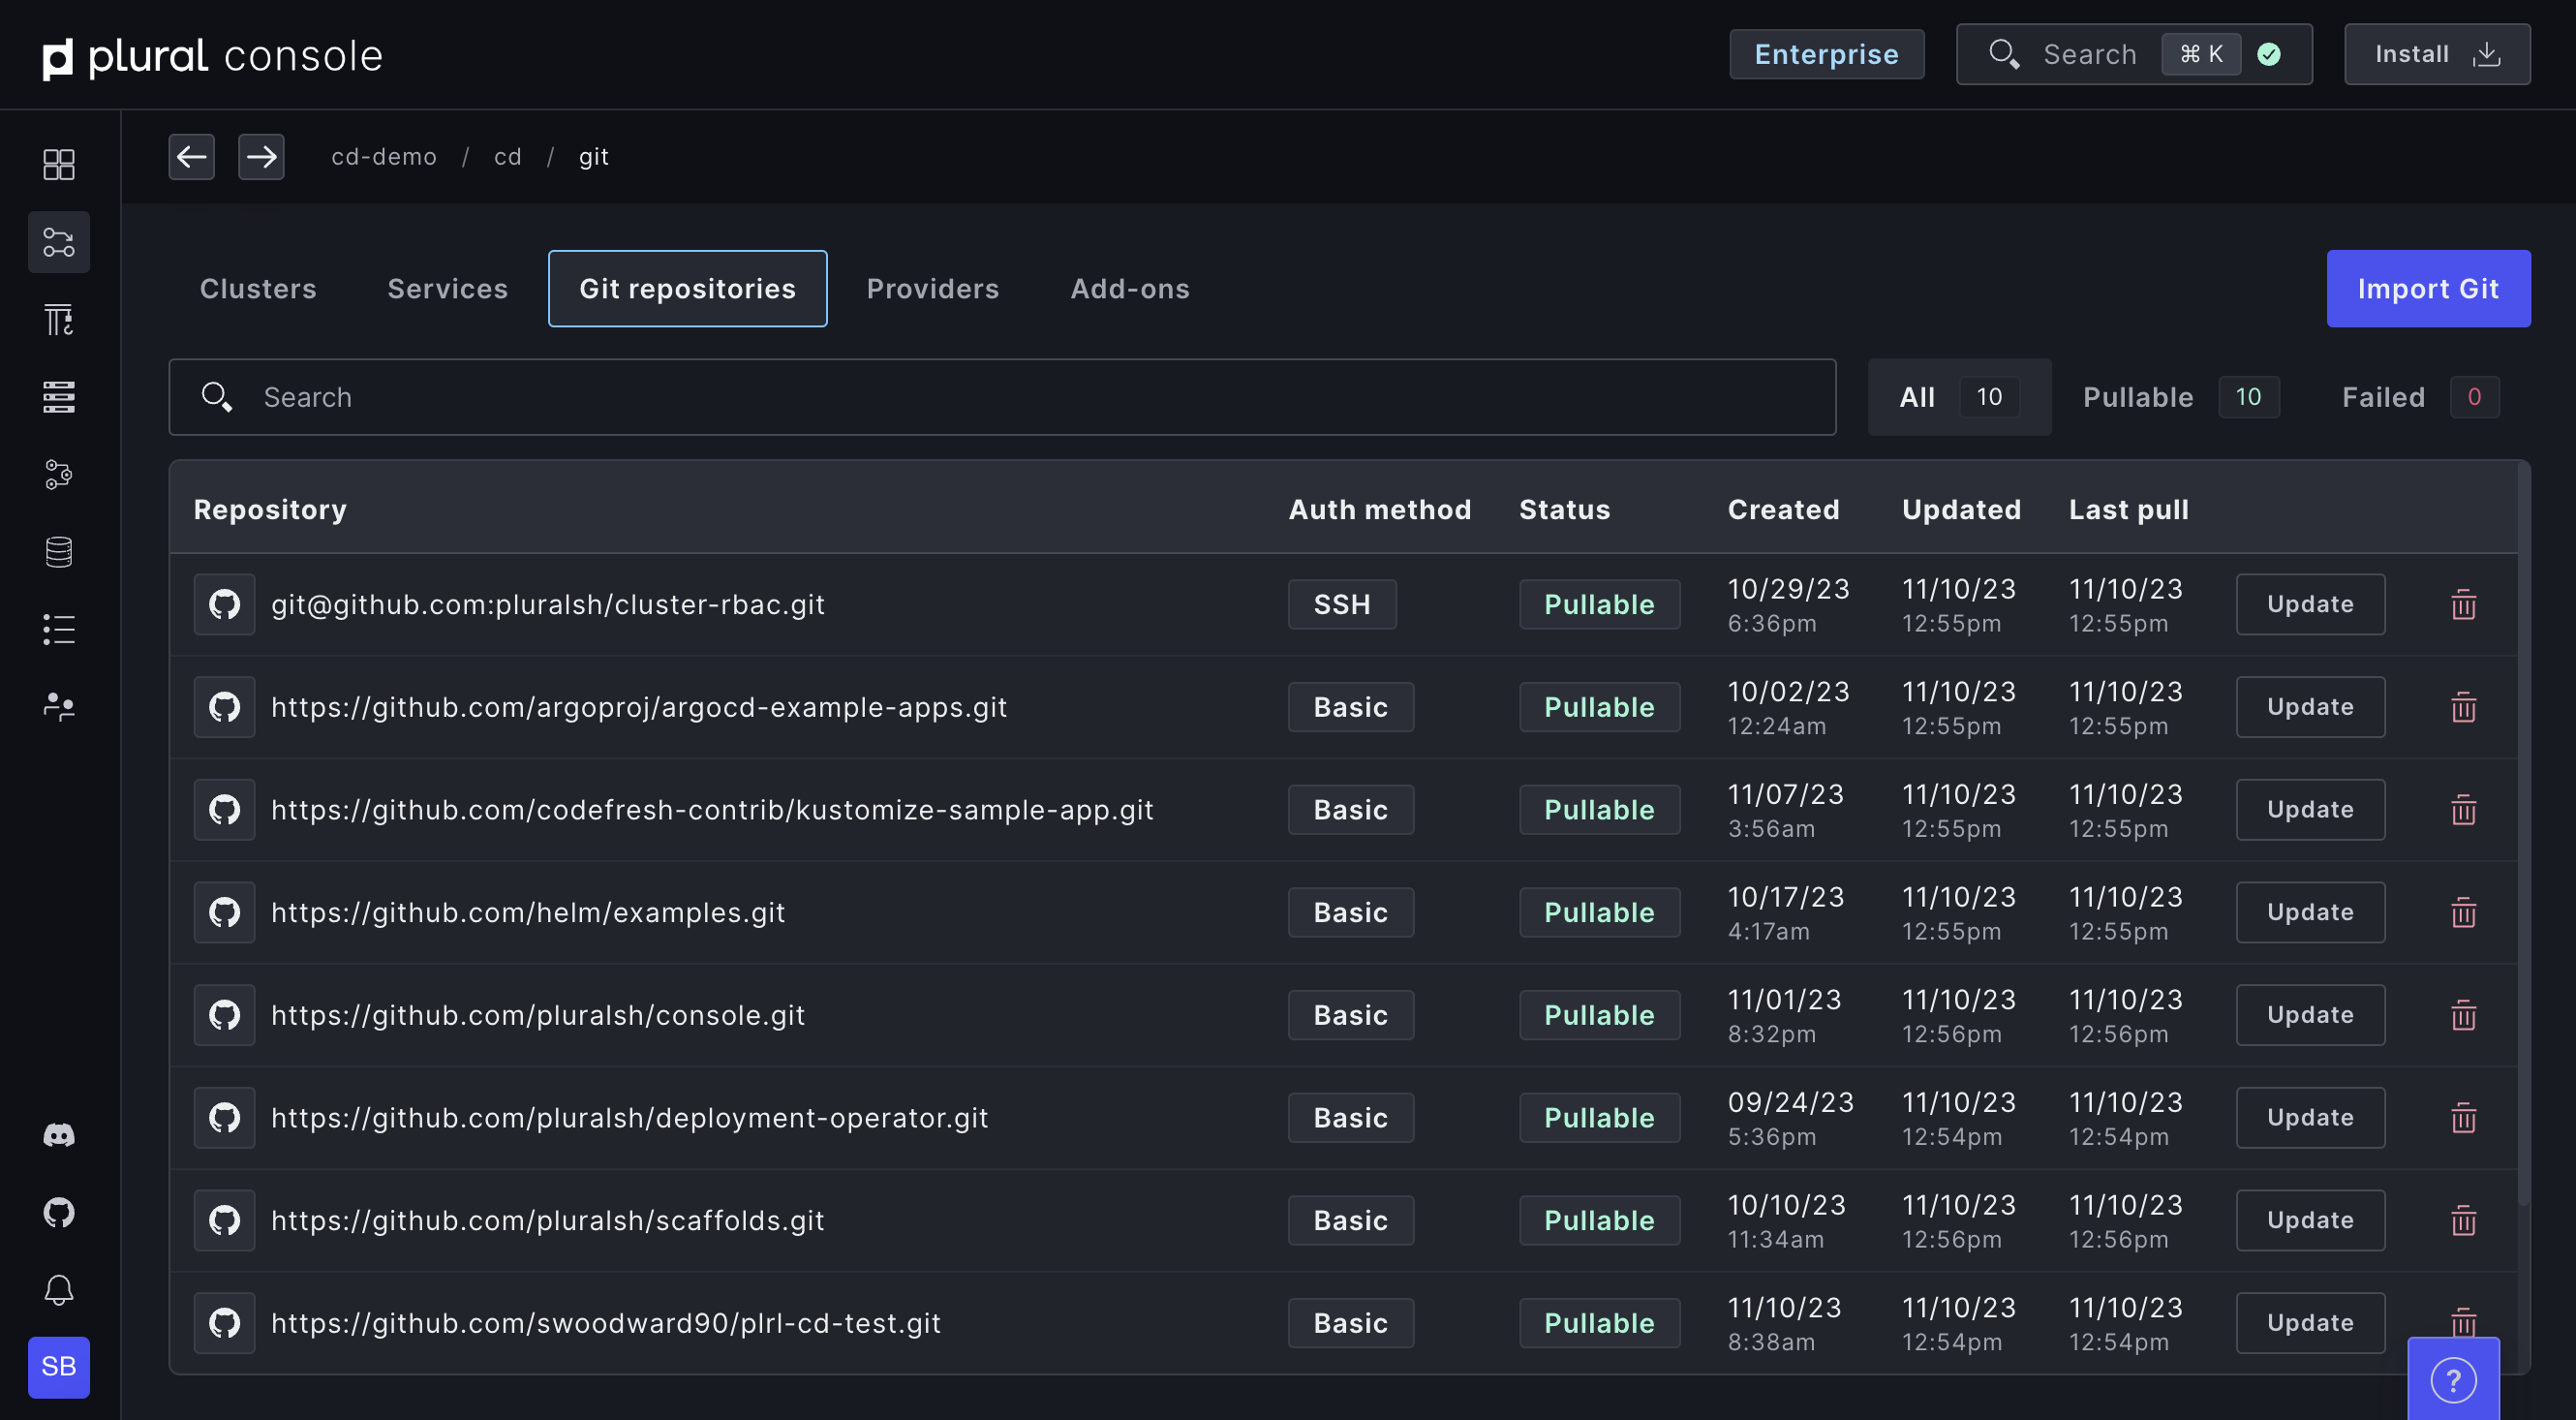 plural console
Enterprise
Search ⌘ K
Install
cd-demo / cd / git
Clusters Services Git repositories Providers Add-ons
Import Git
Search
All 10 Pullable 10 Failed 0
Repository Auth method Status Created Updated Last pull
git@github.com:pluralsh/cluster-rbac.git SSH Pullable 10/29/23 11/10/23 11/10/23 Update
6:36pm 12:55pm 12:55pm
https://github.com/argoproj/argocd-example-apps.git Basic Pullable 10/02/23 11/10/23 11/10/23 Update
12:24am 12:55pm 12:55pm
https://github.com/codefresh-contrib/kustomize-sample-app.git Basic Pullable 11/07/23 11/10/23 11/10/23 Update
3:56am 12:55pm 12:55pm
https://github.com/helm/examples.git Basic Pullable 10/17/23 11/10/23 11/10/23 Update
4:17am 12:55pm 12:55pm
https://github.com/pluralsh/console.git Basic Pullable 11/01/23 11/10/23 11/10/23 Update
8:32pm 12:56pm 12:56pm
https://github.com/pluralsh/deployment-operator.git Basic Pullable 09/24/23 11/10/23 11/10/23 Update
5:36pm 12:54pm 12:54pm
https://github.com/pluralsh/scaffolds.git Basic Pullable 10/10/23 11/10/23 11/10/23 Update
11:34am 12:56pm 12:56pm
https://github.com/swoodward90/plrl-cd-test.git Basic Pullable 11/10/23 11/10/23 11/10/23 Update
8:38am 12:54pm 12:54pm
SB
?